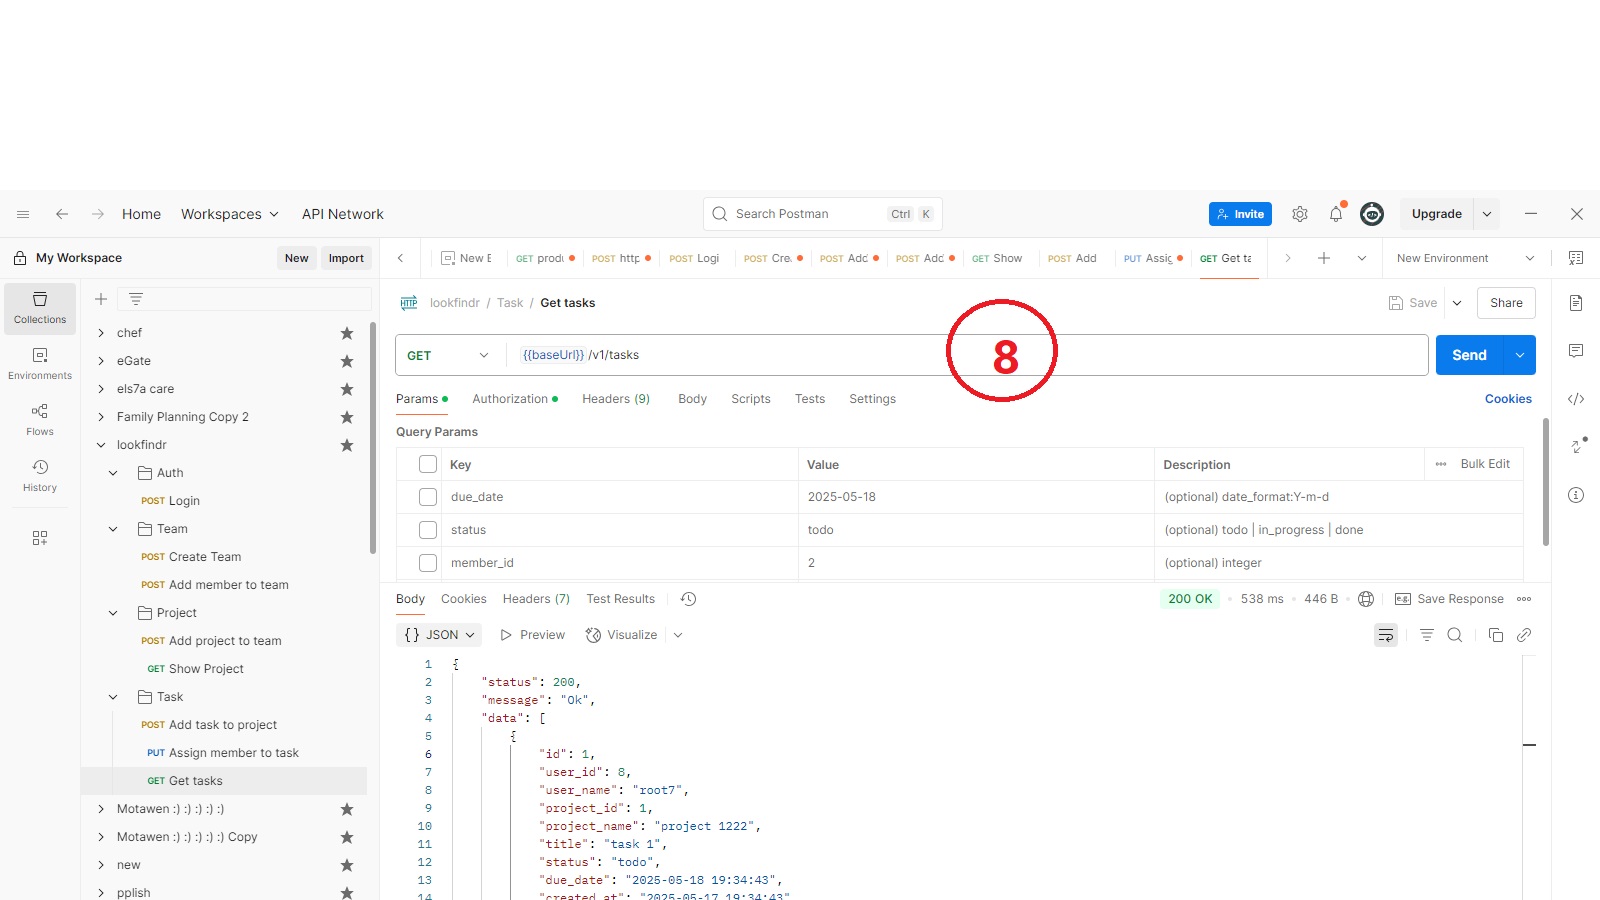 Home Workspaces API Network Search Postman Ctrl K Invite Upgrade
My Workspace New Import New E GET produ POST http POST Logi POST Crea POST Add POST Add GET Show POST Add PUT Assig GET Get ta New Environment
Collections
Environments
Flows
History
chef
eGate
els7a care
Family Planning Copy 2
lookfindr
Auth
POST Login
Team
POST Create Team
POST Add member to team
Project
POST Add project to team
GET Show Project
Task
POST Add task to project
PUT Assign member to task
GET Get tasks
Motawen :) :) :) :) :)
Motawen :) :) :) :) :) Copy
new
pplish
HTTP lookfindr / Task / Get tasks Save Share
GET {{baseUrl}} /v1/tasks Send
8
Params Authorization Headers (9) Body Scripts Tests Settings Cookies
Query Params
Key Value Description Bulk Edit
due_date 2025-05-18 (optional) date_format:Y-m-d
status todo (optional) todo | in_progress | done
member_id 2 (optional) integer
Body Cookies Headers (7) Test Results 200 OK 538 ms 446 B e.g. Save Response
{} JSON Preview Visualize
1 {
2 "status": 200,
3 "message": "Ok",
4 "data": [
5 {
6 "id": 1,
7 "user_id": 8,
8 "user_name": "root7",
9 "project_id": 1,
10 "project_name": "project 1222",
11 "title": "task 1",
12 "status": "todo",
13 "due_date": "2025-05-18 19:34:43",
14 "created_at": "2025-05-17 19:34:43"